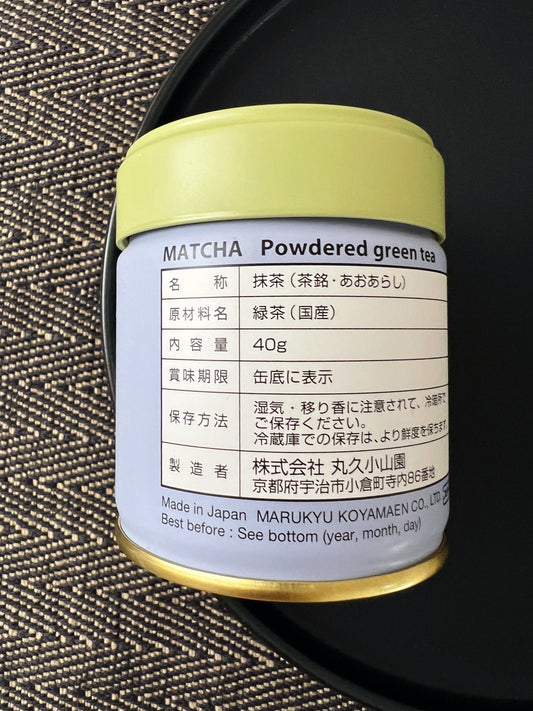 MATCHA Powdered green tea
名称 抹茶(茶銘・あおあらし)
原材料名 緑茶(国産)
内容量 40g
賞味期限 缶底に表示
保存方法 湿気・移り香に注意されて、冷暗所で
ご保存ください。
冷蔵庫での保存は、より鮮度を保ちます
製造者 株式会社 丸久小山園
京都府宇治市小倉町寺内86番地
Made in Japan MARUKYU KOYAMAEN CO., LTD.
Best before : See bottom (year, month, day)